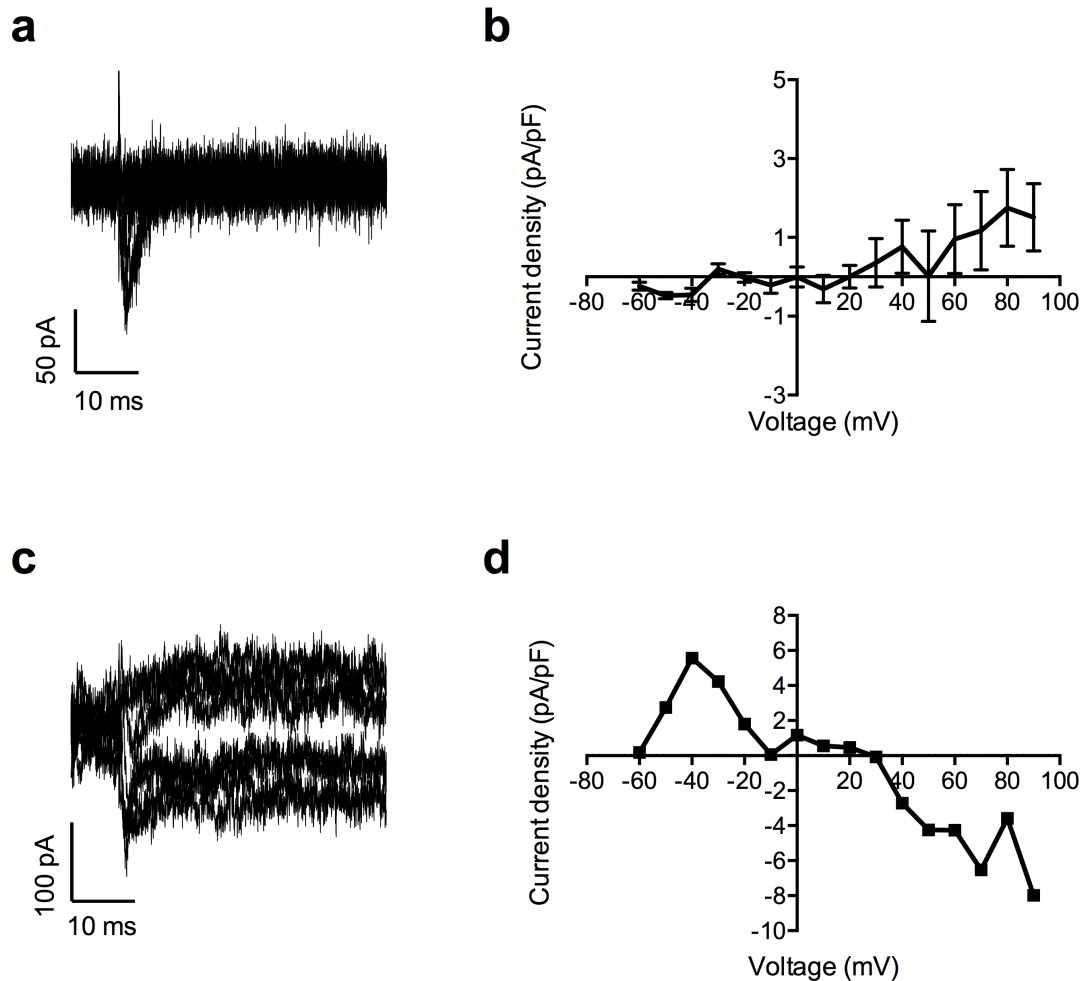 a
50 pA
10 ms
b
Current density (pA/pF)
5
3
1
-80 -60 -40 -20 20 40 60 80 100
-1
-3
Voltage (mV)
c
100 pA
10 ms
d
Current density (pA/pF)
8
6
4
2
-80 -60 -40 -20 20 40 60 80 100
-2
-4
-6
-8
-10
Voltage (mV)